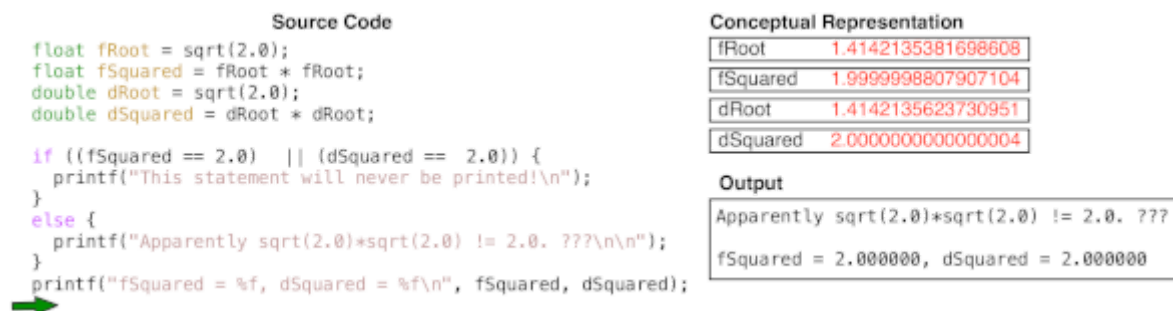 Source Code
float fRoot = sqrt(2.0);
float fSquared = fRoot * fRoot;
double dRoot = sqrt(2.0);
double dSquared = dRoot * dRoot;
if ((fSquared == 2.0) || (dSquared == 2.0)) {
printf("This statement will never be printed!\n");
}
else {
printf("Apparently sqrt(2.0)*sqrt(2.0) != 2.0. ???\n\n");
}
printf("fSquared = %f, dSquared = %f\n", fSquared, dSquared);
Conceptual Representation
fRoot 1.4142135381698608
fSquared 1.9999998807907104
dRoot 1.4142135623730951
dSquared 2.0000000000000004
Output
Apparently sqrt(2.0)*sqrt(2.0) != 2.0. ???
fSquared = 2.000000, dSquared = 2.000000